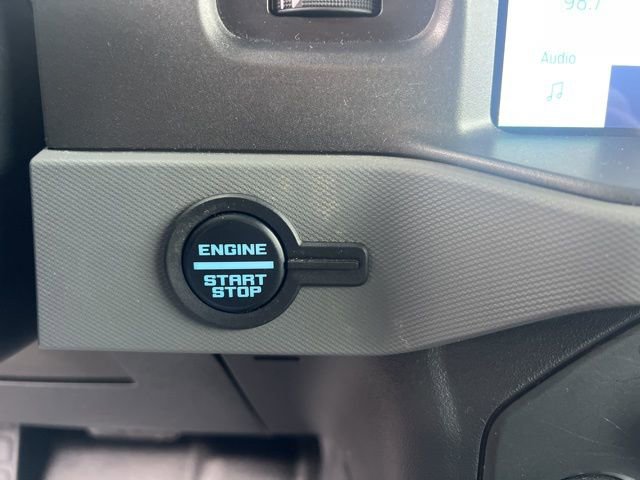 98.7
Audio
ENGINE
START
STOP